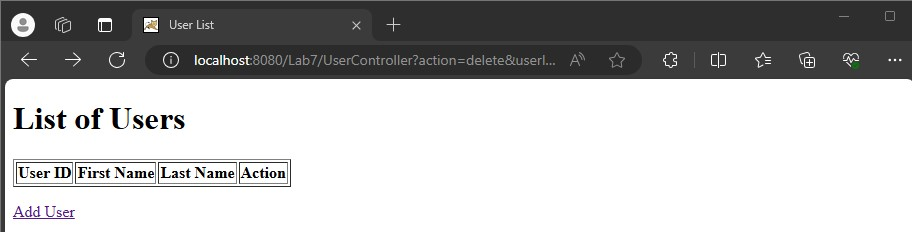 User List
localhost:8080/Lab7/UserController?action=delete&userI...
List of Users
User ID First Name Last Name Action
Add User